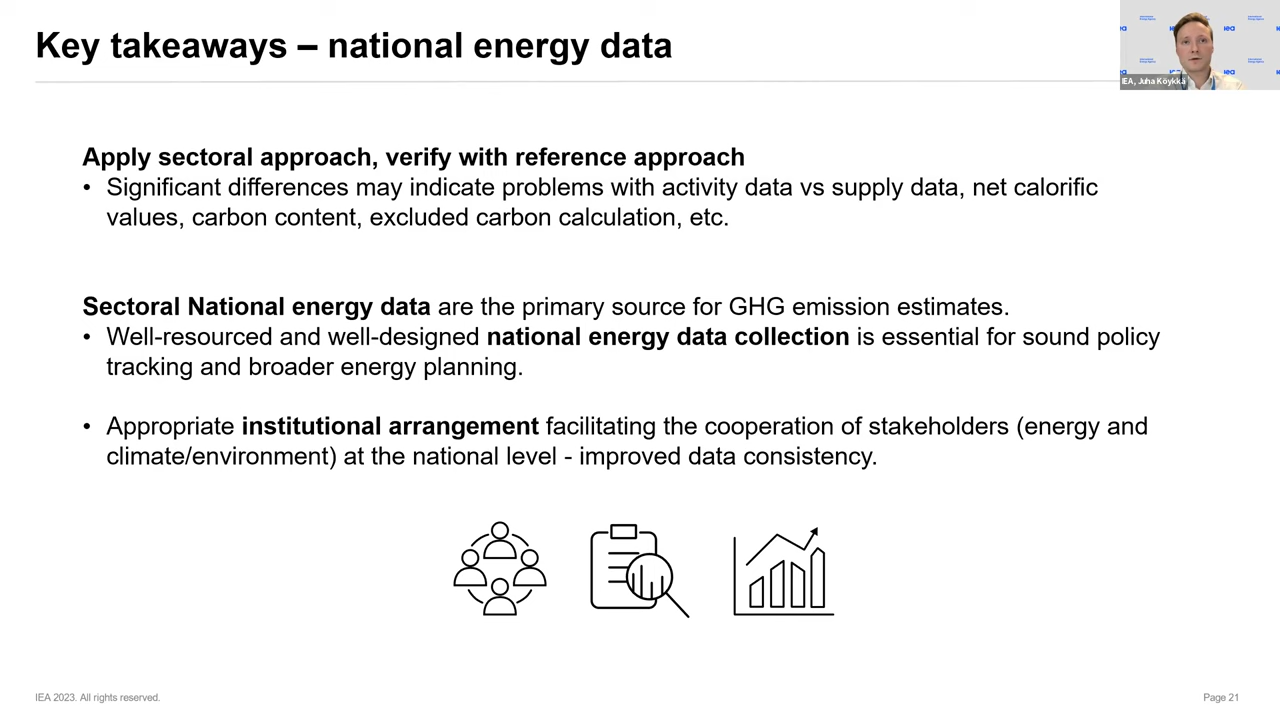 Key takeaways – national energy data
iea
IEA, Juha Köykkä
Apply sectoral approach, verify with reference approach
• Significant differences may indicate problems with activity data vs supply data, net calorific
values, carbon content, excluded carbon calculation, etc.
Sectoral National energy data are the primary source for GHG emission estimates.
• Well-resourced and well-designed national energy data collection is essential for sound policy
tracking and broader energy planning.
• Appropriate institutional arrangement facilitating the cooperation of stakeholders (energy and
climate/environment) at the national level - improved data consistency.
IEA 2023. All rights reserved.
Page 21